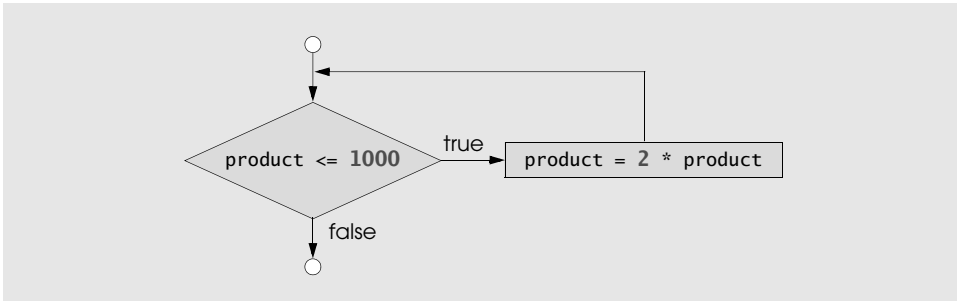 true
product <= 1000
product = 2 * product
false